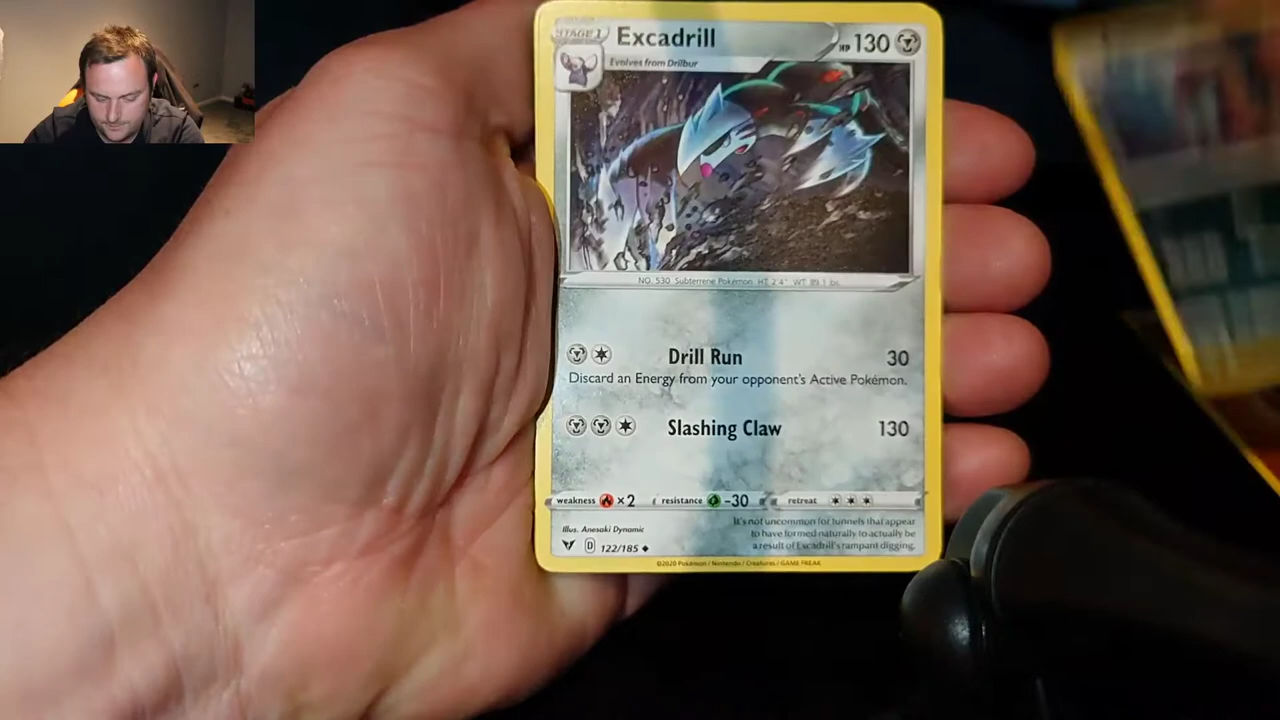 STAGE 1 Excadrill HP 130
Evolves from Drilbur
NO. 530 Subterrene Pokémon HT: 2'4" WT: 89.1 lbs.
Drill Run 30
Discard an Energy from your opponent's Active Pokémon.
Slashing Claw 130
weakness ×2 resistance -30 retreat
Illus. Anesaki Dynamic
It's not uncommon for tunnels that appear
to have formed naturally to actually be
a result of Excadrill's rampant digging.
D 122/185
©2020 Pokémon / Nintendo / Creatures / GAME FREAK